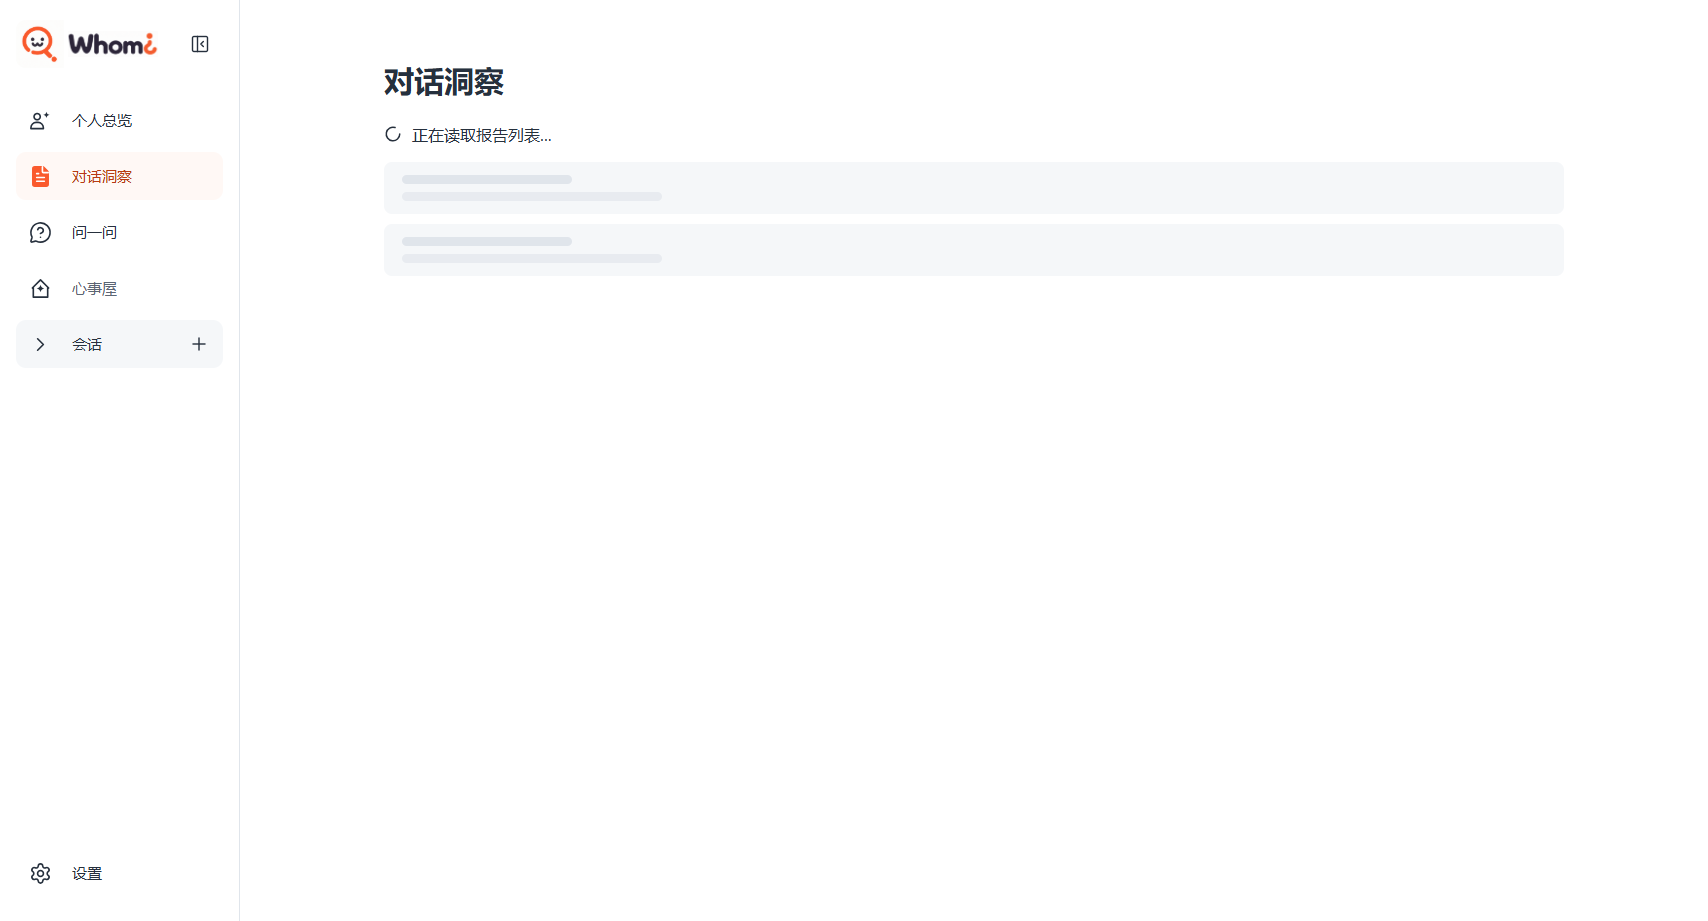 Whomi
个人总览
对话洞察
问一问
心事屋
会话
设置
对话洞察
正在读取报告列表...